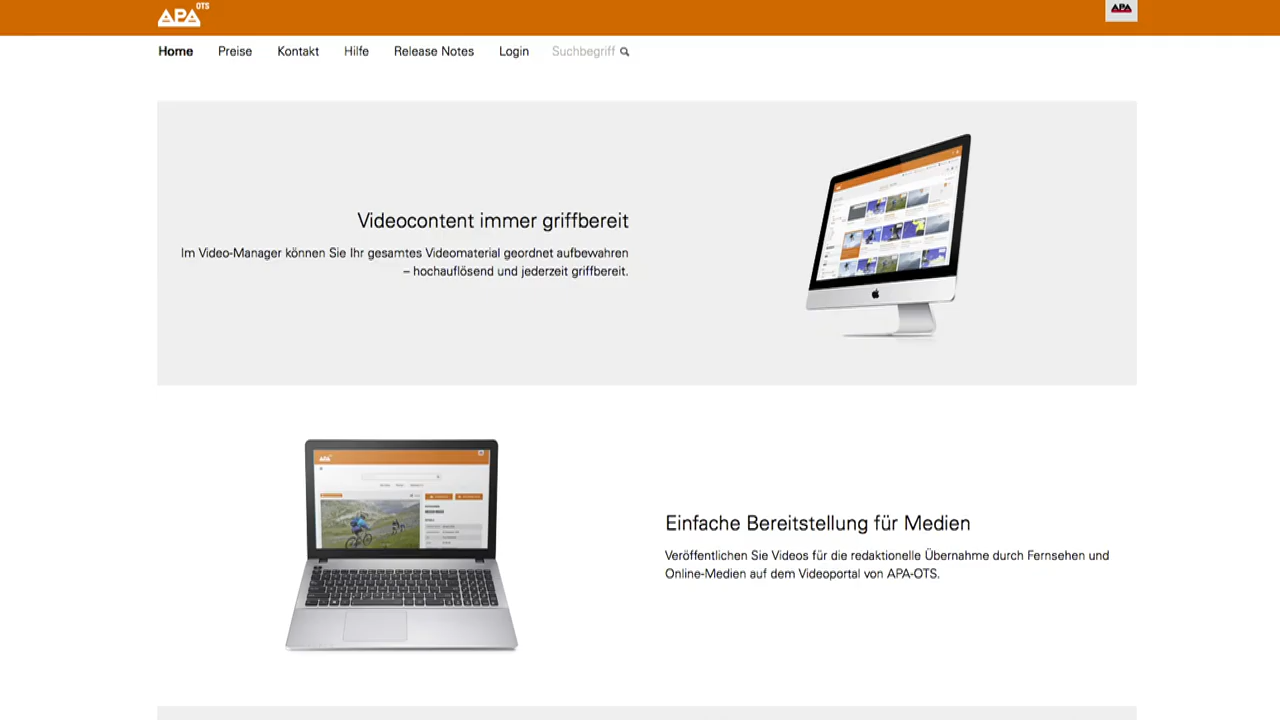 APA OTS
APA
Home Preise Kontakt Hilfe Release Notes Login Suchbegriff
Videocontent immer griffbereit
Im Video-Manager können Sie Ihr gesamtes Videomaterial geordnet aufbewahren
– hochauflösend und jederzeit griffbereit.
APA
Einfache Bereitstellung für Medien
Veröffentlichen Sie Videos für die redaktionelle Übernahme durch Fernsehen und
Online-Medien auf dem Videoportal von APA-OTS.